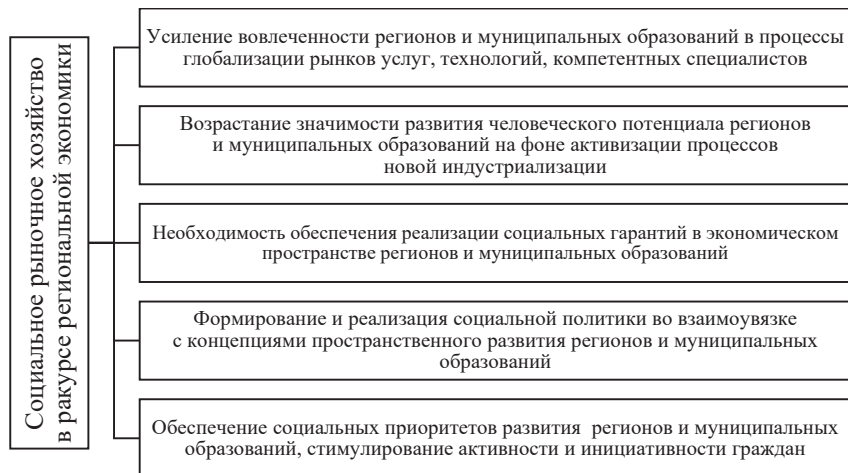 Социальное рыночное хозяйство
в ракурсе региональной экономики
Усиление вовлеченности регионов и муниципальных образований в процессы
глобализации рынков услуг, технологий, компетентных специалистов
Возрастание значимости развития человеческого потенциала регионов
и муниципальных образований на фоне активизации процессов
новой индустриализации
Необходимость обеспечения реализации социальных гарантий в экономическом
пространстве регионов и муниципальных образований
Формирование и реализация социальной политики во взаимоувязке
с концепциями пространственного развития регионов и муниципальных
образований
Обеспечение социальных приоритетов развития регионов и муниципальных
образований, стимулирование активности и инициативности граждан